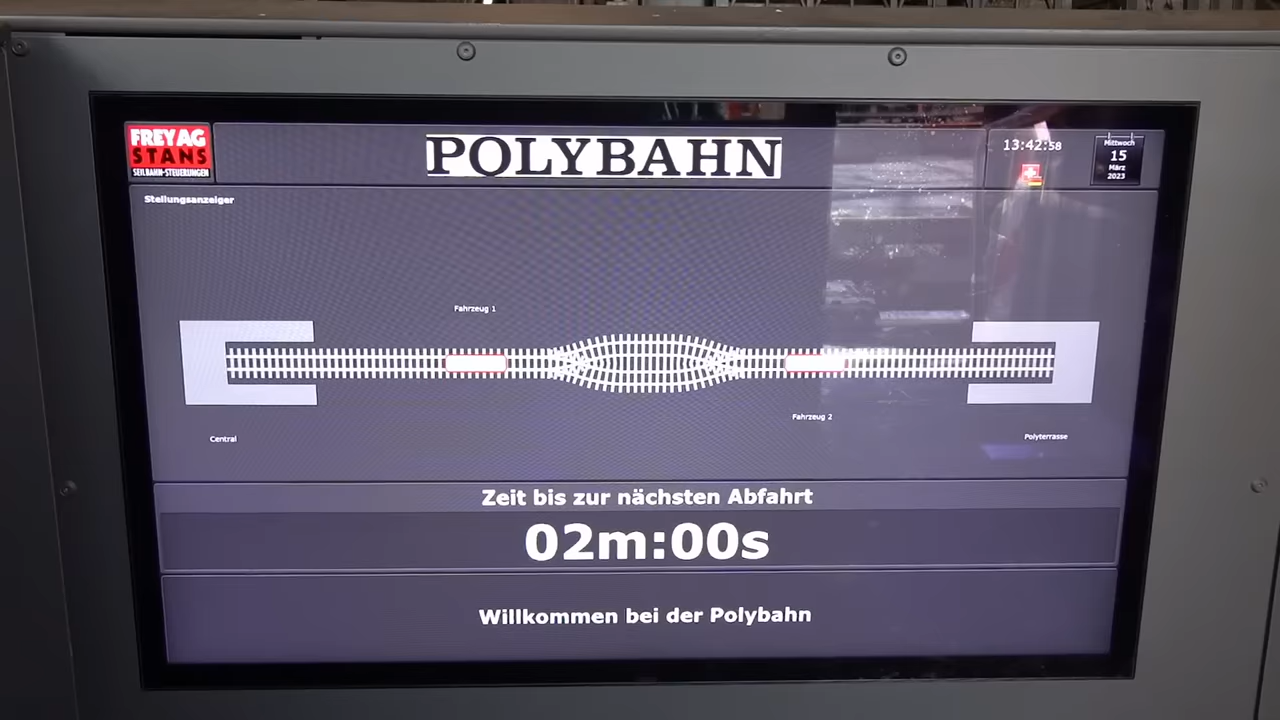 FREY AG
STANS
SEILBAHN-STEUERUNGEN
POLYBAHN
13:42:58
Mittwoch
15
März
2023
Stellungsanzeiger
Fahrzeug 1
Fahrzeug 2
Central
Polyterrasse
Zeit bis zur nächsten Abfahrt
02m:00s
Willkommen bei der Polybahn